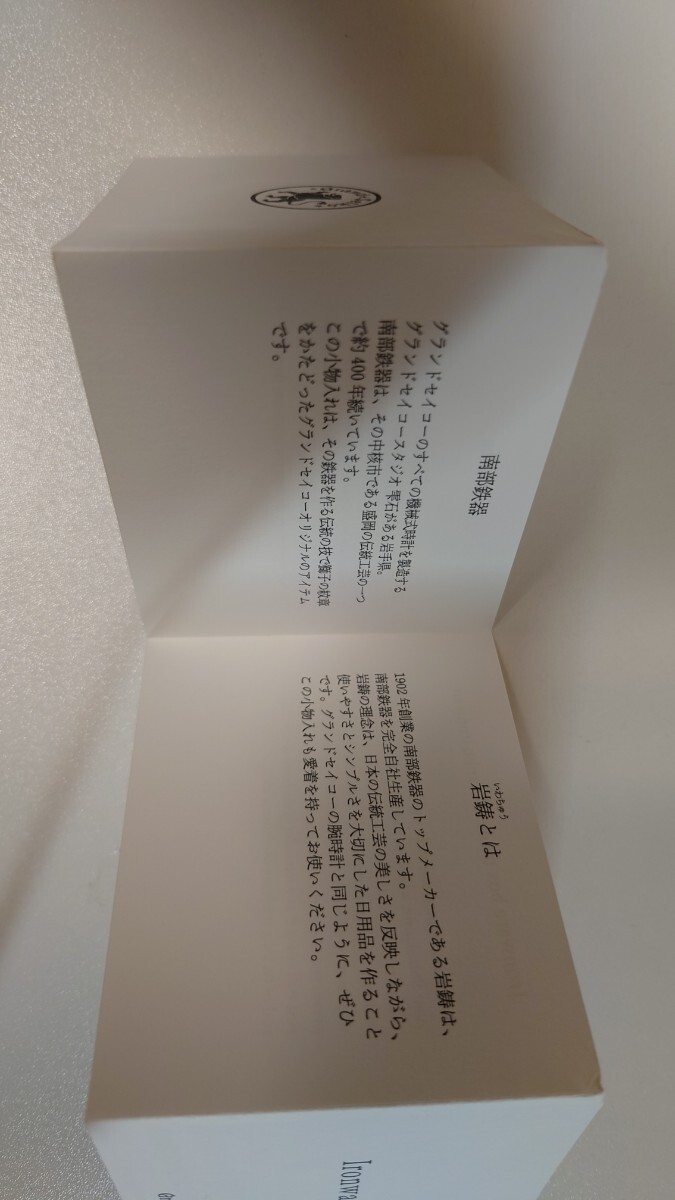 南部鉄器
グランドセイコーのすべての機械式時計を製造する
グランドセイコースタジオ 雫石がある岩手県。
南部鉄器は、その中核市である盛岡の伝統工芸の一つ
で約 400 年続いています。
この小物入れは、その鉄器を作る伝統の技で獅子の紋章
をかたどったグランドセイコーオリジナルのアイテム
です。
いわちゅう
岩鋳とは
1902 年創業の南部鉄器のトップメーカーである岩鋳は、
南部鉄器を完全自社生産しています。
岩鋳の理念は、日本の伝統工芸の美しさを反映しながら、
使いやすさとシンプルさを大切にした日用品を作ること
です。グランドセイコーの腕時計と同じように、ぜひ
この小物入れも愛着を持ってお使いください。
Ironwa